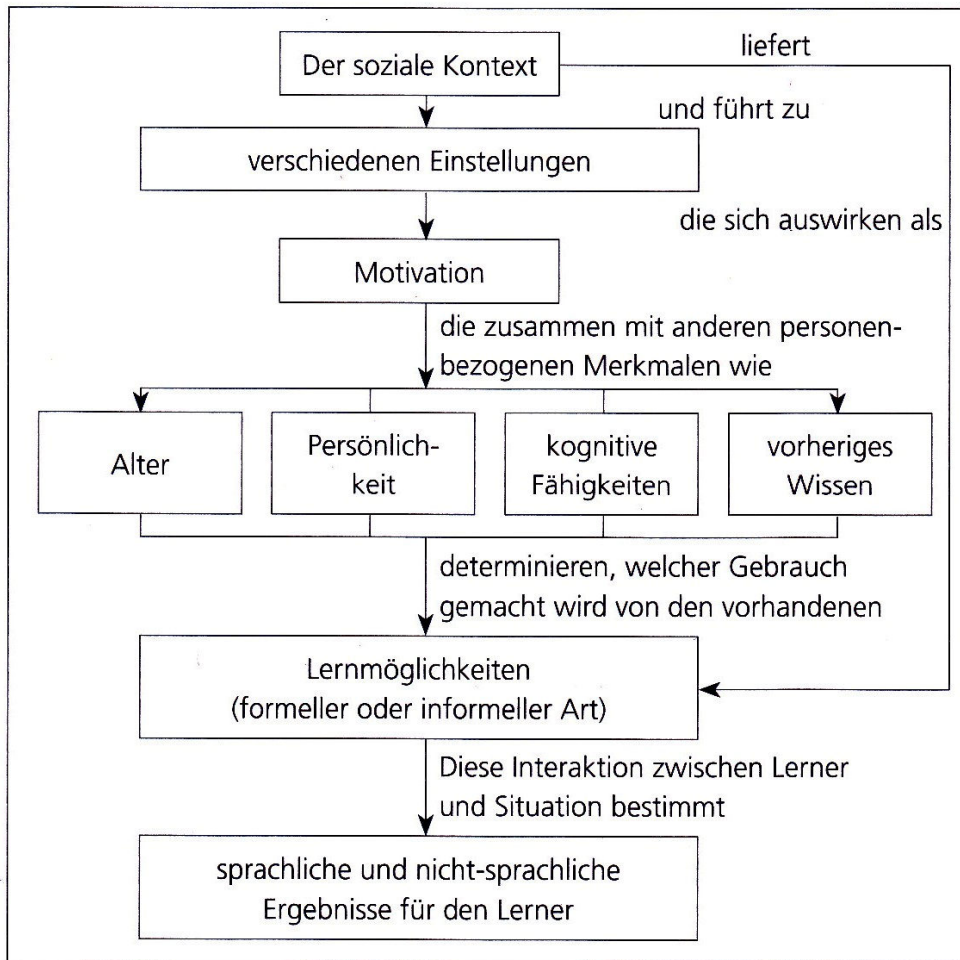 Der soziale Kontext
liefert
und führt zu
verschiedenen Einstellungen
die sich auswirken als
Motivation
die zusammen mit anderen personen-
bezogenen Merkmalen wie
Alter
Persönlich-
keit
kognitive
Fähigkeiten
vorheriges
Wissen
determinieren, welcher Gebrauch
gemacht wird von den vorhandenen
Lernmöglichkeiten
(formeller oder informeller Art)
Diese Interaktion zwischen Lerner
und Situation bestimmt
sprachliche und nicht-sprachliche
Ergebnisse für den Lerner